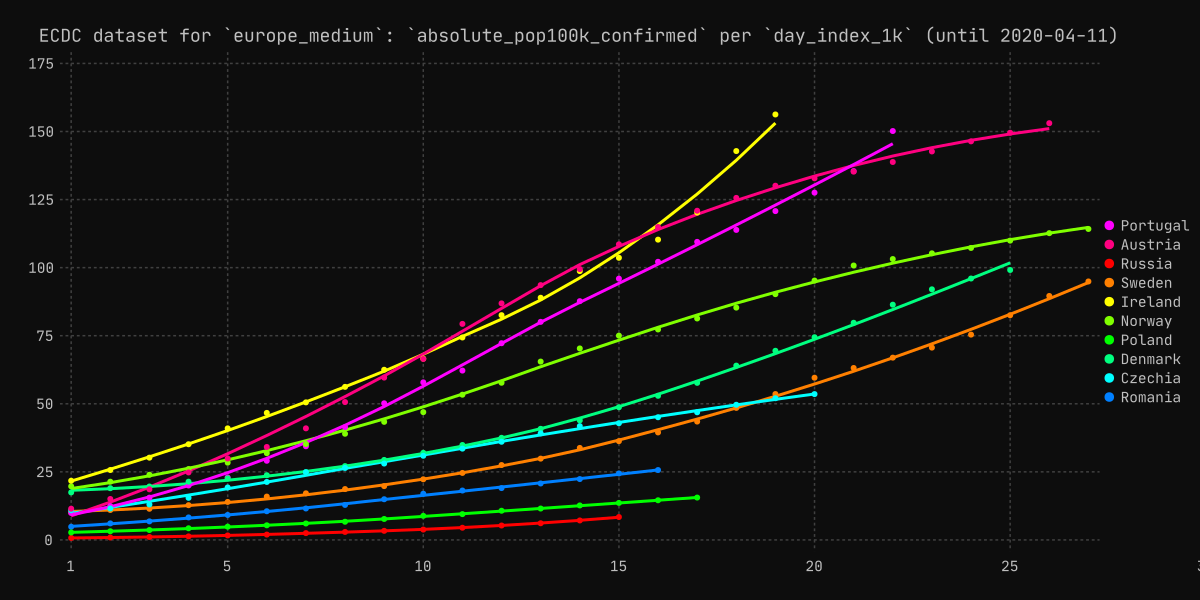 ECDC dataset for `europe_medium`: `absolute_pop100k_confirmed` per `day_index_1k` (until 2020-04-11)
175
150
125
100
75
50
25
0
1
5
10
15
20
25
Portugal
Austria
Russia
Sweden
Ireland
Norway
Poland
Denmark
Czechia
Romania